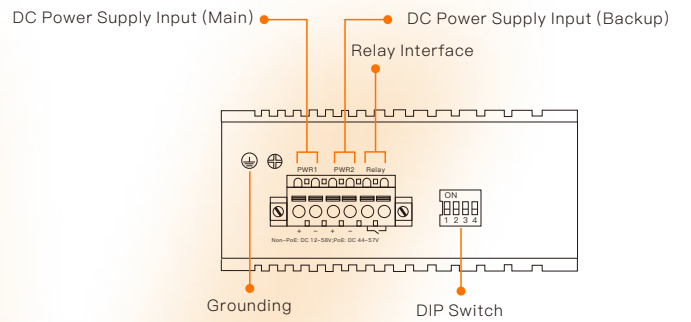 DC Power Supply Input (Main)
DC Power Supply Input (Backup)
Relay Interface
PWR1 PWR2 Relay
ON
1 2 3 4
+ − + −
Non-PoE: DC 12-58V;PoE: DC 44-57V
Grounding
DIP Switch